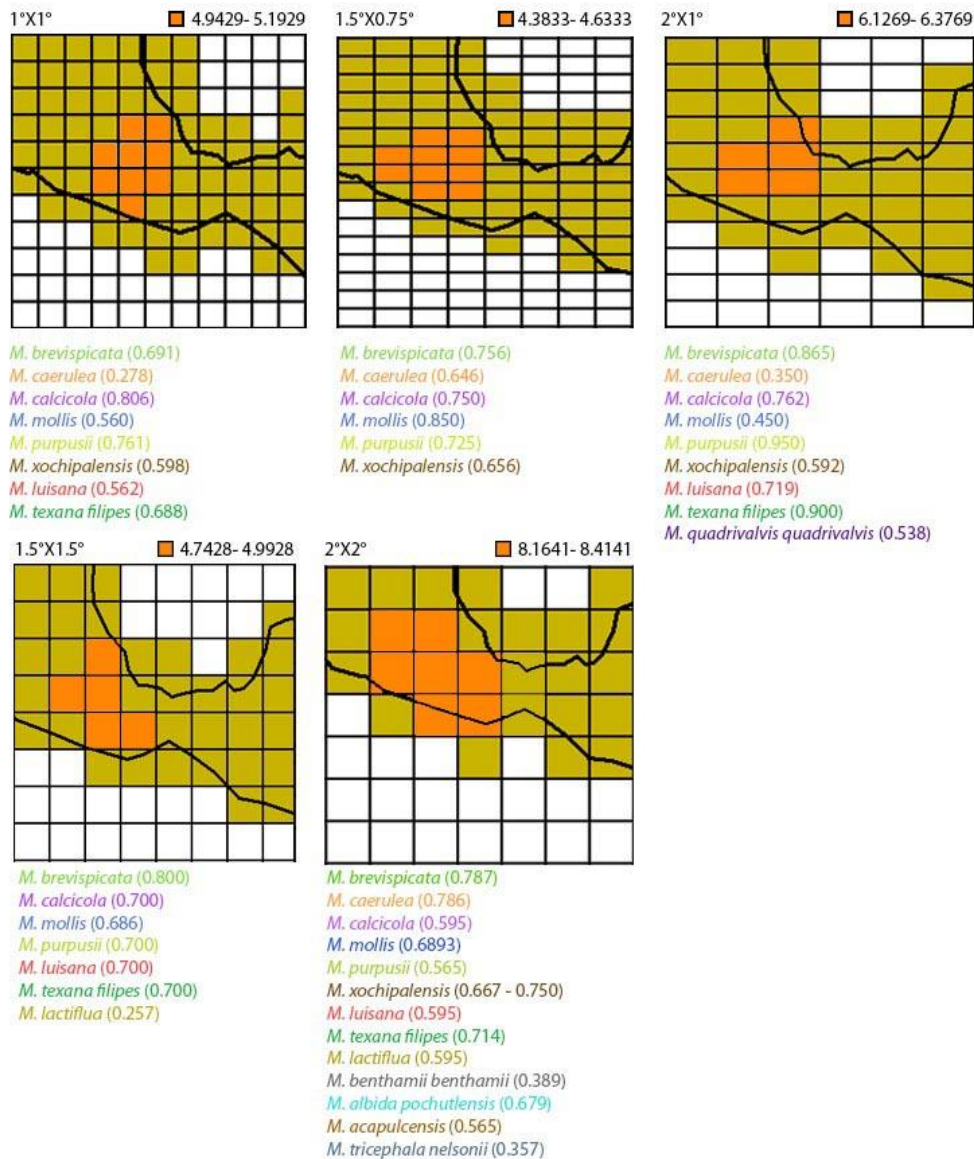 1°X1° 4.9429- 5.1929
M. brevispicata (0.691)
M. caerulea (0.278)
M. calcicola (0.806)
M. mollis (0.560)
M. purpusii (0.761)
M. xochipalensis (0.598)
M. luisana (0.562)
M. texana filipes (0.688)
1.5°X0.75° 4.3833- 4.6333
M. brevispicata (0.756)
M. caerulea (0.646)
M. calcicola (0.750)
M. mollis (0.850)
M. purpusii (0.725)
M. xochipalensis (0.656)
2°X1° 6.1269- 6.3769
M. brevispicata (0.865)
M. caerulea (0.350)
M. calcicola (0.762)
M. mollis (0.450)
M. purpusii (0.950)
M. xochipalensis (0.592)
M. luisana (0.719)
M. texana filipes (0.900)
M. quadrivalvis quadrivalvis (0.538)
1.5°X1.5° 4.7428- 4.9928
M. brevispicata (0.800)
M. calcicola (0.700)
M. mollis (0.686)
M. purpusii (0.700)
M. luisana (0.700)
M. texana filipes (0.700)
M. lactiflua (0.257)
2°X2° 8.1641- 8.4141
M. brevispicata (0.787)
M. caerulea (0.786)
M. calcicola (0.595)
M. mollis (0.6893)
M. purpusii (0.565)
M. xochipalensis (0.667 - 0.750)
M. luisana (0.595)
M. texana filipes (0.714)
M. lactiflua (0.595)
M. benthamii benthamii (0.389)
M. albida pochutlensis (0.679)
M. acapulcensis (0.565)
M. tricephala nelsonii (0.357)